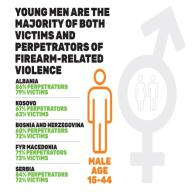 YOUNG MEN ARE THE
MAJORITY OF BOTH
VICTIMS AND
PERPETRATORS OF
FIREARM-RELATED
VIOLENCE
ALBANIA
86% PERPETRATORS
79% VICTIMS
KOSOVO
67% PERPETRATORS
63% VICTIMS
BOSNIA AND HERZEGOVINA
60% PERPETRATORS
72% VICTIMS
FYR MACEDONIA
71% PERPETRATORS
73% VICTIMS
SERBIA
64% PERPETRATORS
72% VICTIMS
MALE
AGE
15-44